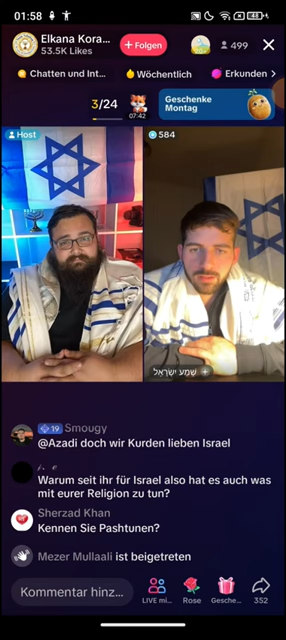 01:58
48
Elkana Kora...
53.5K Likes
+ Folgen
499
Chatten und Int...
Wöchentlich
Erkunden
3/24
07:42
Geschenke
Montag
Host
584
שְׁמַע יִשְׂרָאֵל
19 Smougy
@Azadi doch wir Kurden lieben Israel
Warum seit ihr für Israel also hat es auch was
mit eurer Religion zu tun?
Sherzad Khan
Kennen Sie Pashtunen?
Mezer Mullaali ist beigetreten
Kommentar hinz...
LIVE mi...
Rose
Gesche...
352